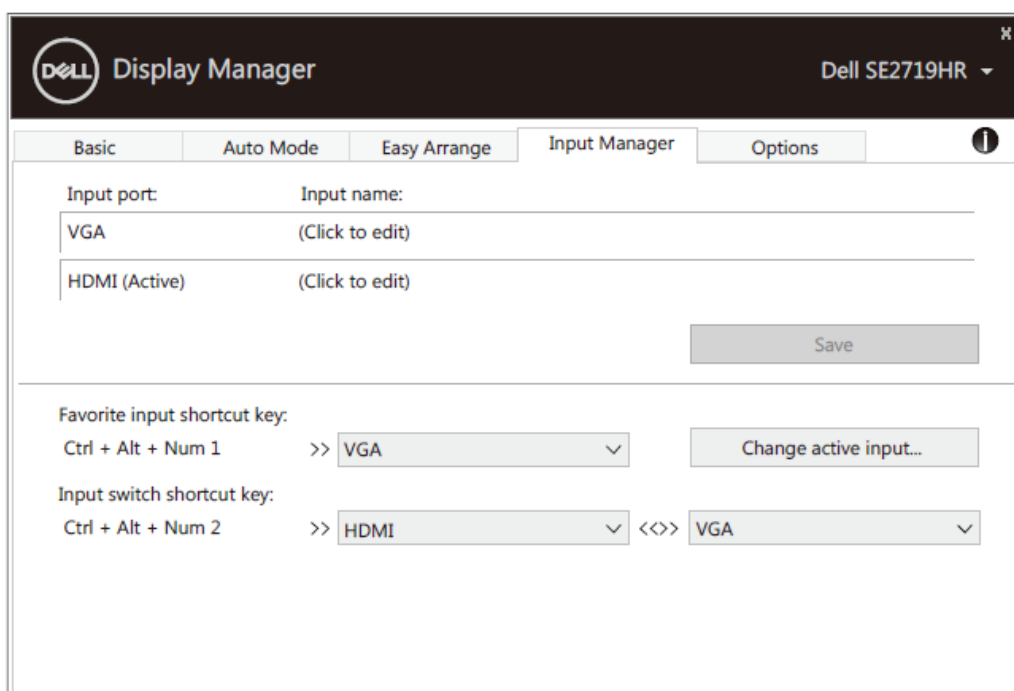 DELL Display Manager
Dell SE2719HR
Basic Auto Mode Easy Arrange Input Manager Options
Input port: Input name:
VGA (Click to edit)
HDMI (Active) (Click to edit)
Save
Favorite input shortcut key:
Ctrl + Alt + Num 1 >> VGA Change active input...
Input switch shortcut key:
Ctrl + Alt + Num 2 >> HDMI <<>> VGA